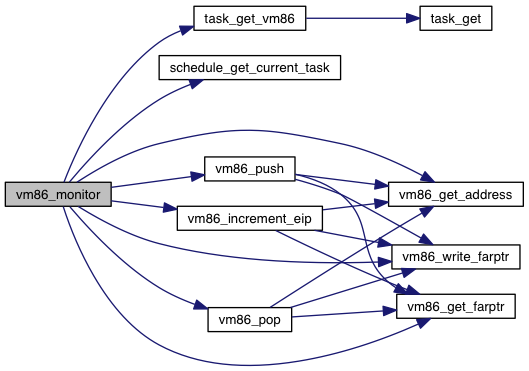 task_get_vm86
task_get
schedule_get_current_task
vm86_push
vm86_monitor
vm86_get_address
vm86_increment_eip
vm86_write_farptr
vm86_get_farptr
vm86_pop